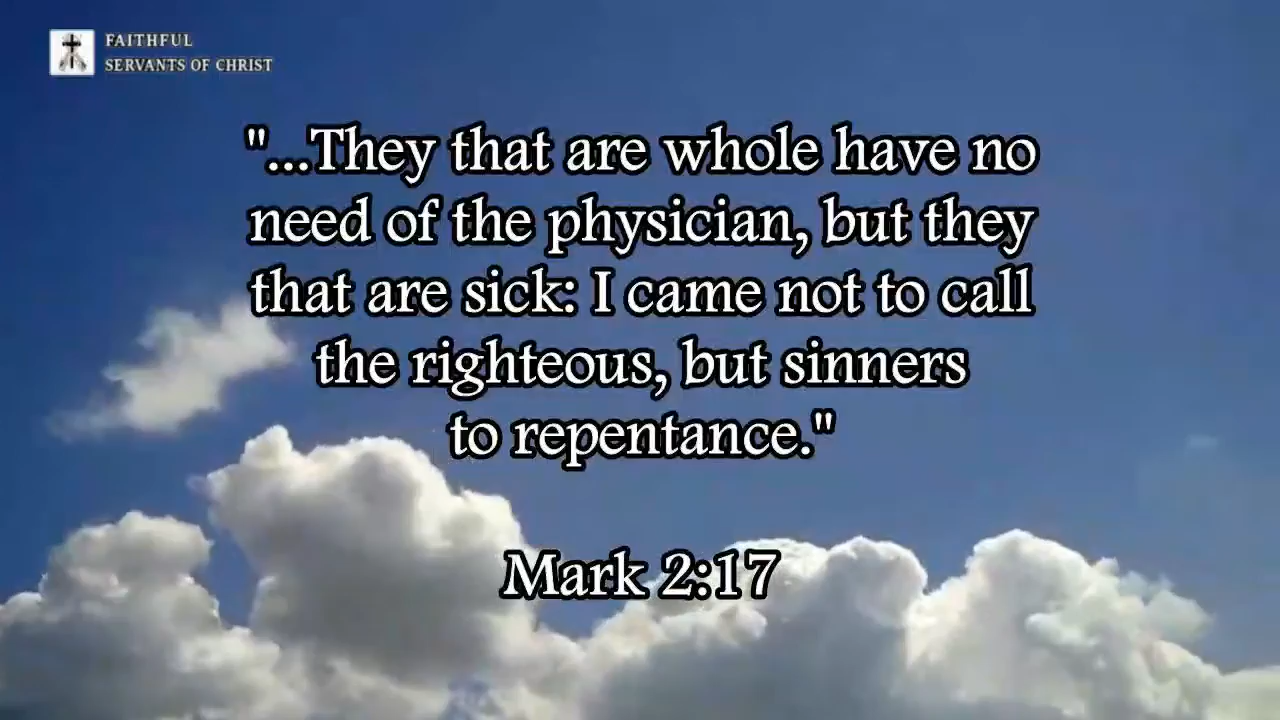 FAITHFUL
SERVANTS OF CHRIST
"...They that are whole have no
need of the physician, but they
that are sick: I came not to call
the righteous, but sinners
to repentance."
Mark 2:17